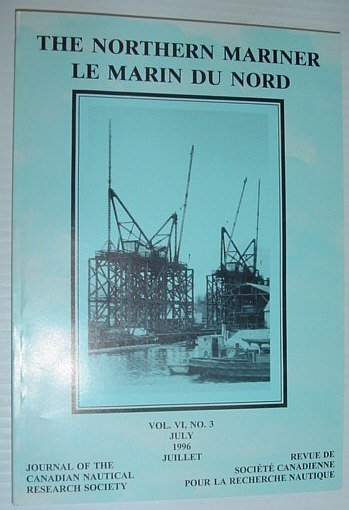 THE NORTHERN MARINER
LE MARIN DU NORD
VOL. VI, NO. 3
JULY
1996
JUILLET
JOURNAL OF THE
CANADIAN NAUTICAL
RESEARCH SOCIETY
REVUE DE
SOCIÉTÉ CANADIENNE
POUR LA RECHERCHE NAUTIQUE